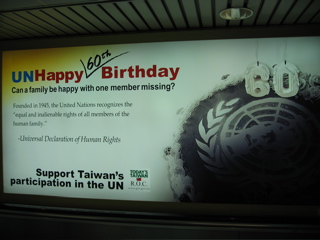 60th
UNHappy Birthday
Can a family be happy with one member missing?
Founded in 1945, the United Nations recognizes the
"equal and inalienable rights of all members of the
human family."
-Universal Declaration of Human Rights
60
Support Taiwan's
participation in the UN
TODAY'S
TAIWAN
R.O.C.